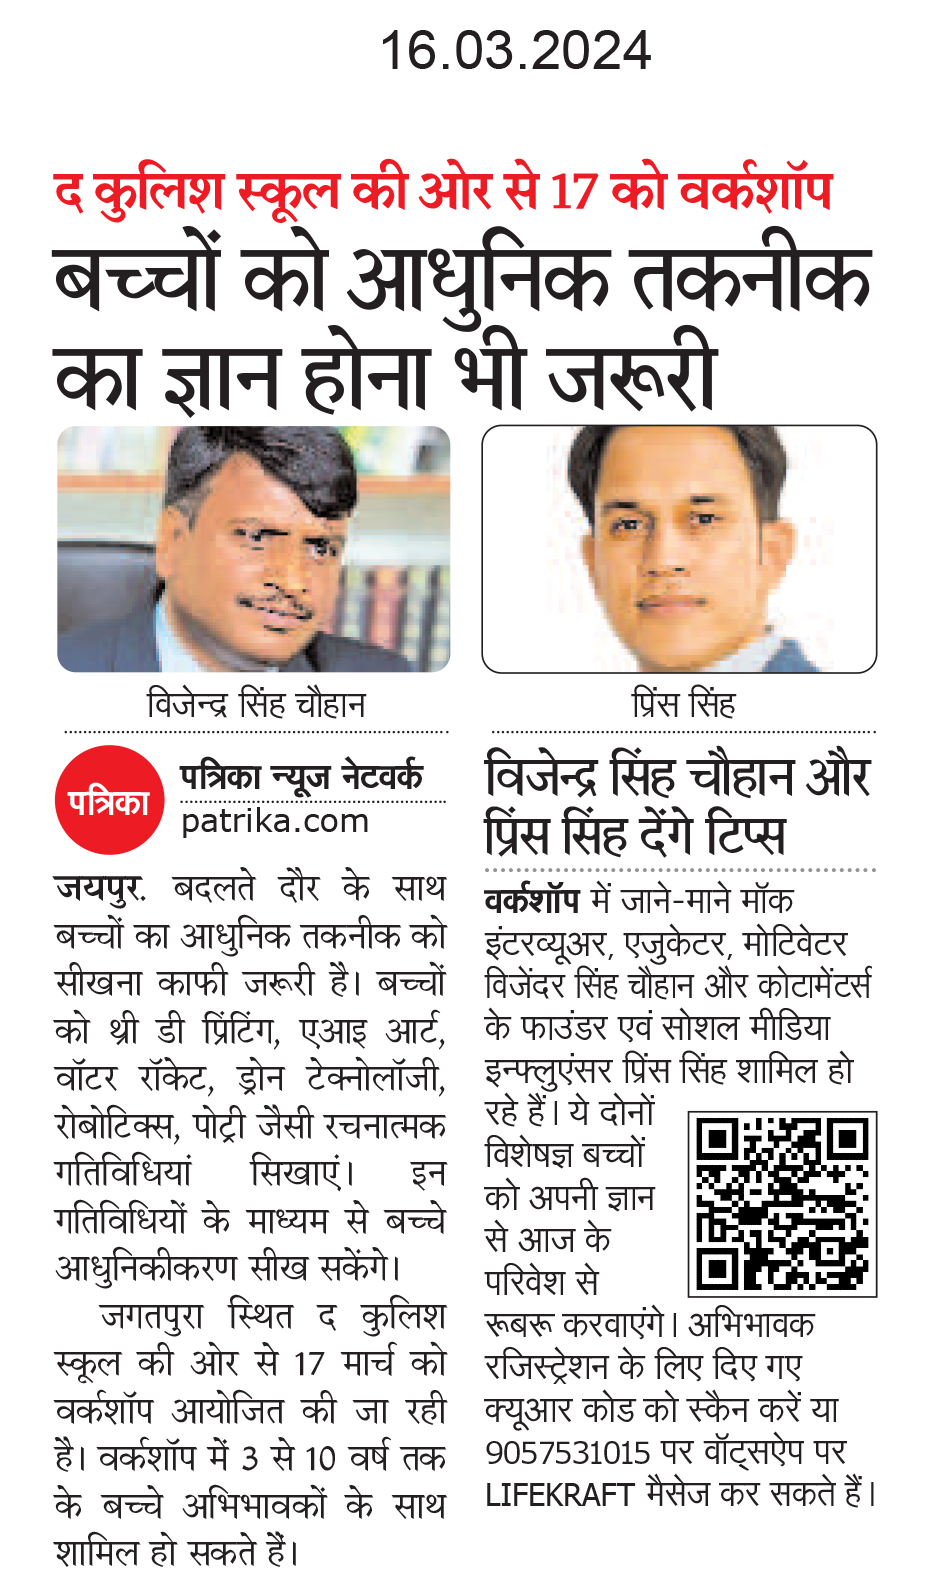 16.03.2024
द कुलिश स्कूल की ओर से 17 को वर्कशॉप
बच्चों को आधुनिक तकनीक
का ज्ञान होना भी जरूरी
विजेन्द्र सिंह चौहान
प्रिंस सिंह
पत्रिका
पत्रिका न्यूज नेटवर्क
patrika.com
जयपुर. बदलते दौर के साथ
बच्चों का आधुनिक तकनीक को
सीखना काफी जरूरी है। बच्चों
को थ्री डी प्रिंटिंग, एआइ आर्ट,
वॉटर रॉकेट, ड्रोन टेक्नोलॉजी,
रोबोटिक्स, पोट्री जैसी रचनात्मक
गतिविधियां सिखाएं। इन
गतिविधियों के माध्यम से बच्चे
आधुनिकीकरण सीख सकेंगे।
जगतपुरा स्थित द कुलिश
स्कूल की ओर से 17 मार्च को
वर्कशॉप आयोजित की जा रही
है। वर्कशॉप में 3 से 10 वर्ष तक
के बच्चे अभिभावकों के साथ
शामिल हो सकते हैं।
विजेन्द्र सिंह चौहान और
प्रिंस सिंह देंगे टिप्स
वर्कशॉप में जाने-माने मॉक
इंटरव्यूअर, एजुकेटर, मोटिवेटर
विजेंदर सिंह चौहान और कोटामेंटर्स
के फाउंडर एवं सोशल मीडिया
इन्फ्लुएंसर प्रिंस सिंह शामिल हो
रहे हैं। ये दोनों
विशेषज्ञ बच्चों
को अपनी ज्ञान
से आज के
परिवेश से
रूबरू करवाएंगे। अभिभावक
रजिस्ट्रेशन के लिए दिए गए
क्यूआर कोड को स्कैन करें या
9057531015 पर वॉट्सऐप पर
LIFEKRAFT मैसेज कर सकते हैं।